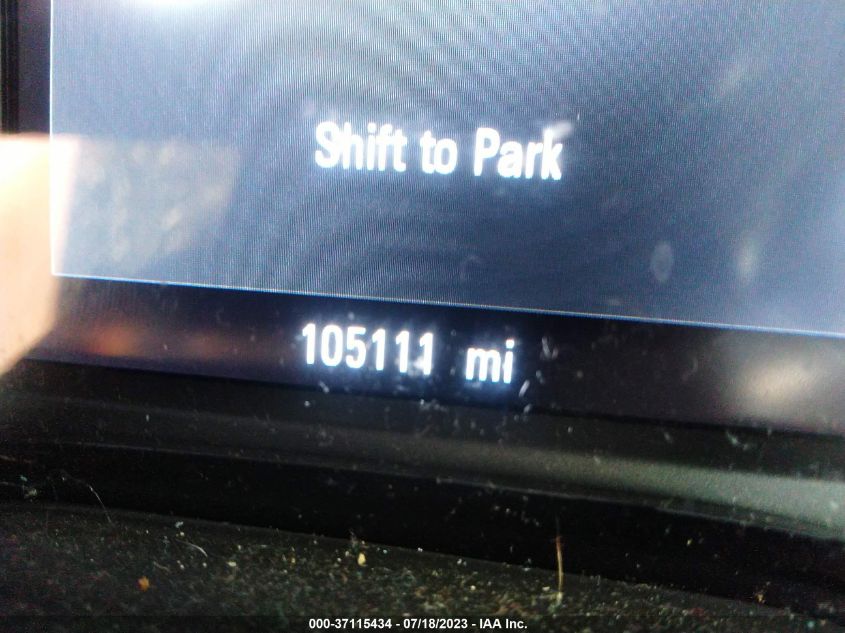 Shift to Park
105111 mi
000-37115434 - 07/18/2023 - IAA Inc.